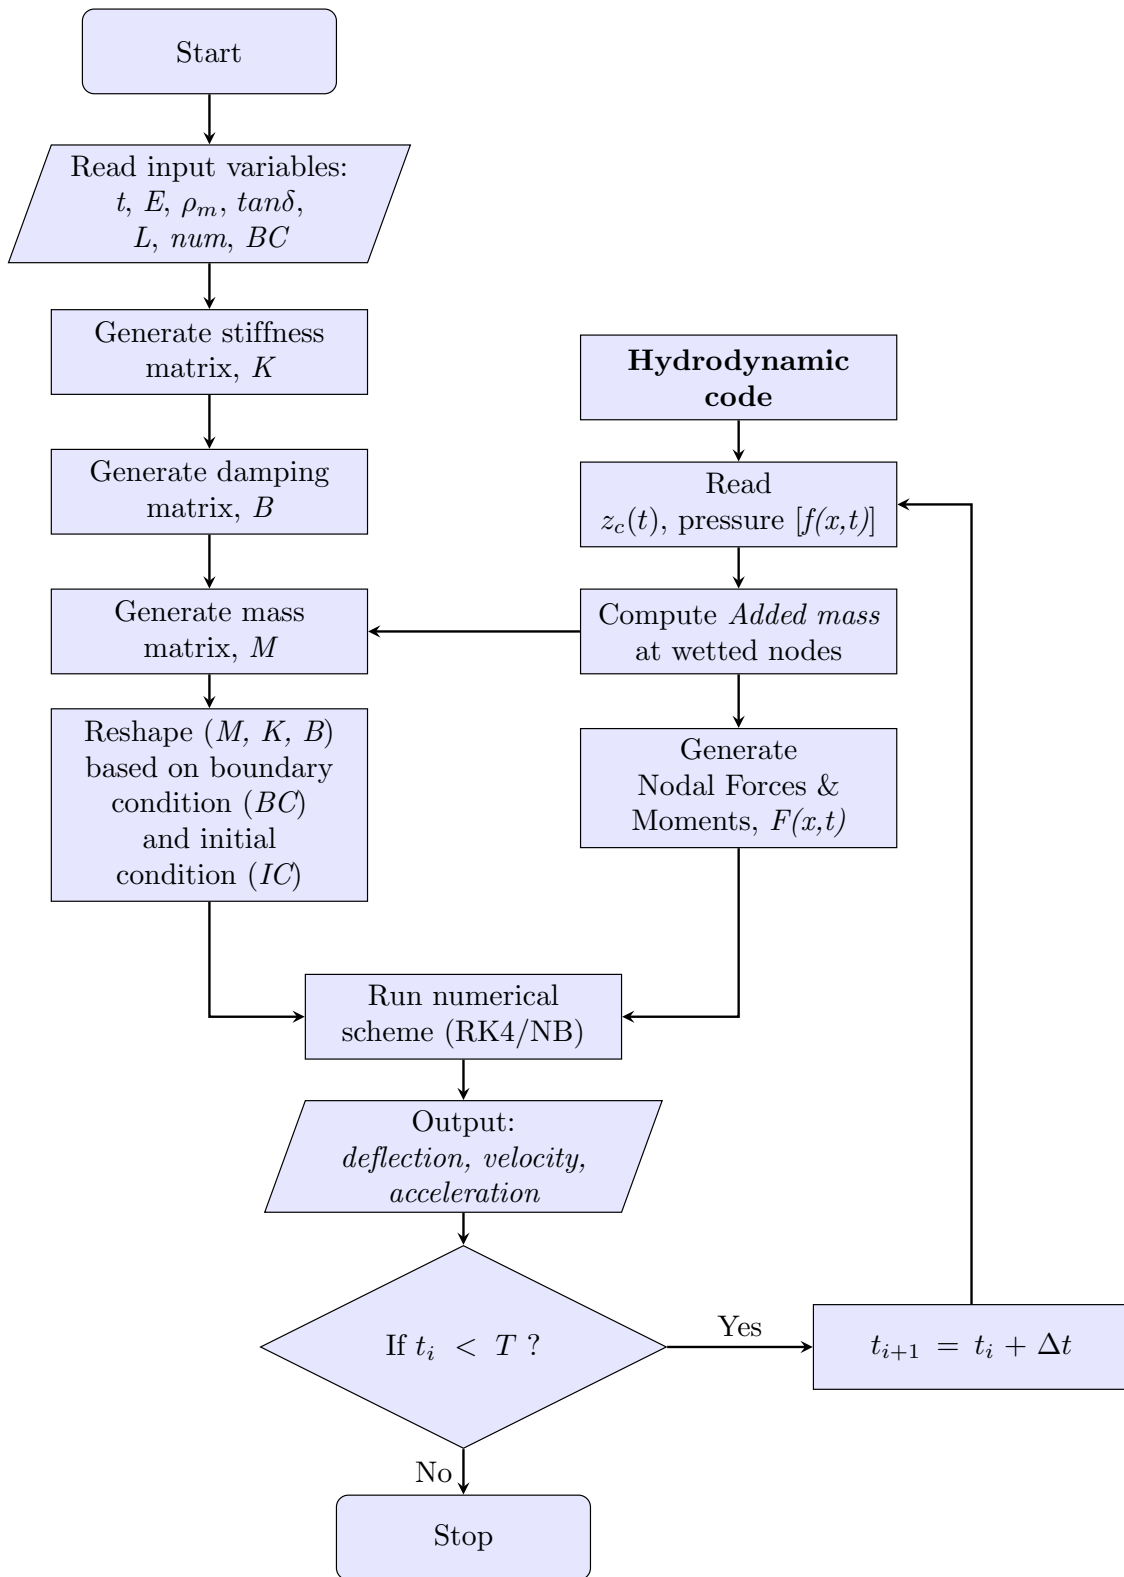 Start
Read input variables:
t, E, ρₘ, tanδ,
L, num, BC
Generate stiffness
matrix, K
Generate damping
matrix, B
Generate mass
matrix, M
Reshape (M, K, B)
based on boundary
condition (BC)
and initial
condition (IC)
Hydrodynamic
code
Read
z_c(t), pressure [f(x,t)]
Compute Added mass
at wetted nodes
Generate
Nodal Forces &
Moments, F(x,t)
Run numerical
scheme (RK4/NB)
Output:
deflection, velocity,
acceleration
If tᵢ < T ?
Yes
tᵢ₊₁ = tᵢ + Δt
No
Stop